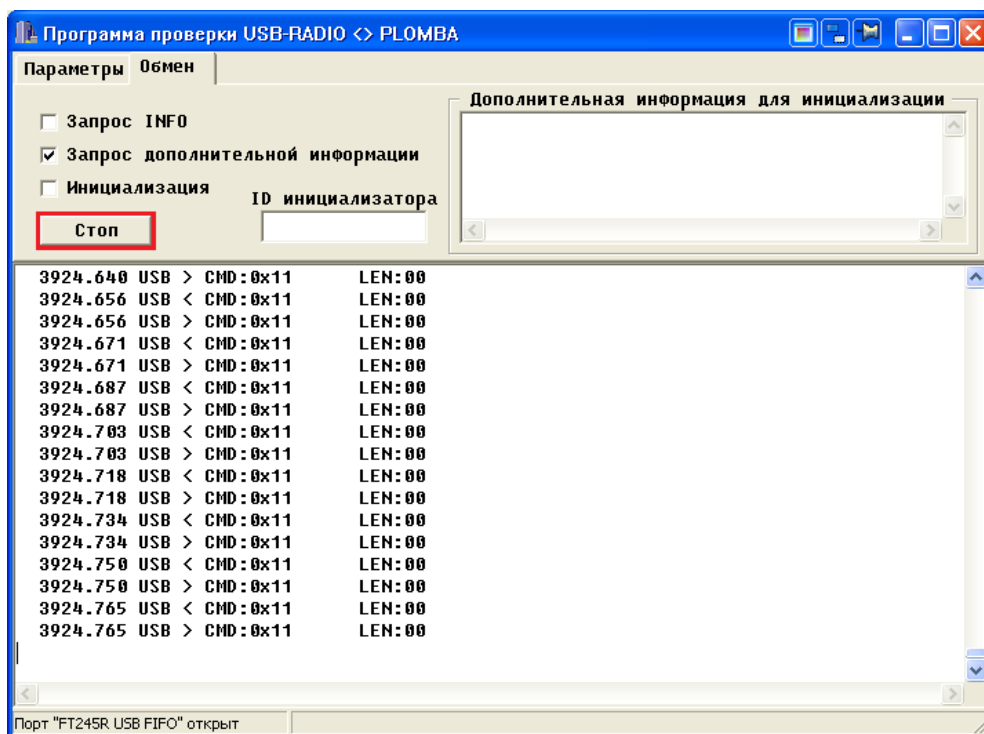 Программа проверки USB-RADIO <> PLOMBA
Параметры Обмен
Запрос INFO
Запрос дополнительной информации
Инициализация
ID инициализатора
Стоп
Дополнительная информация для инициализации
3924.640 USB > CMD:0x11 LEN:00
3924.656 USB < CMD:0x11 LEN:00
3924.656 USB > CMD:0x11 LEN:00
3924.671 USB < CMD:0x11 LEN:00
3924.671 USB > CMD:0x11 LEN:00
3924.687 USB < CMD:0x11 LEN:00
3924.687 USB > CMD:0x11 LEN:00
3924.703 USB < CMD:0x11 LEN:00
3924.703 USB > CMD:0x11 LEN:00
3924.718 USB < CMD:0x11 LEN:00
3924.718 USB > CMD:0x11 LEN:00
3924.734 USB < CMD:0x11 LEN:00
3924.734 USB > CMD:0x11 LEN:00
3924.750 USB < CMD:0x11 LEN:00
3924.750 USB > CMD:0x11 LEN:00
3924.765 USB < CMD:0x11 LEN:00
3924.765 USB > CMD:0x11 LEN:00
Порт "FT245R USB FIFO" открыт